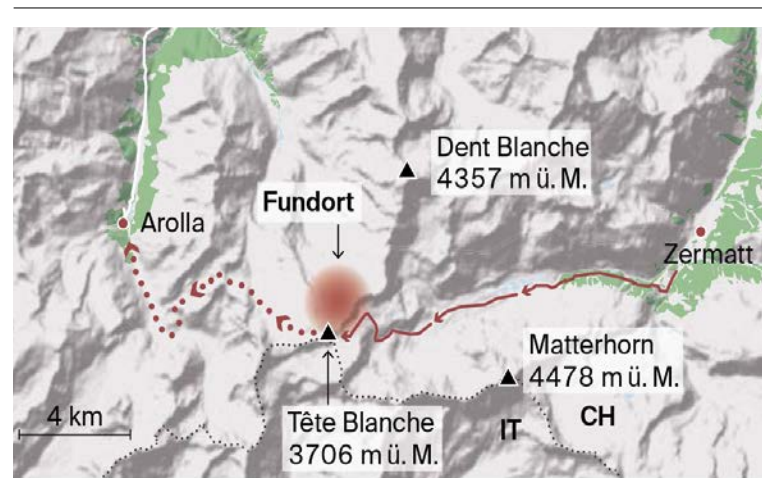 Dent Blanche
4357 m ü. M.
Fundort
Arolla
Zermatt
Matterhorn
4478 m ü. M.
4 km
Tête Blanche
3706 m ü. M.
IT
CH